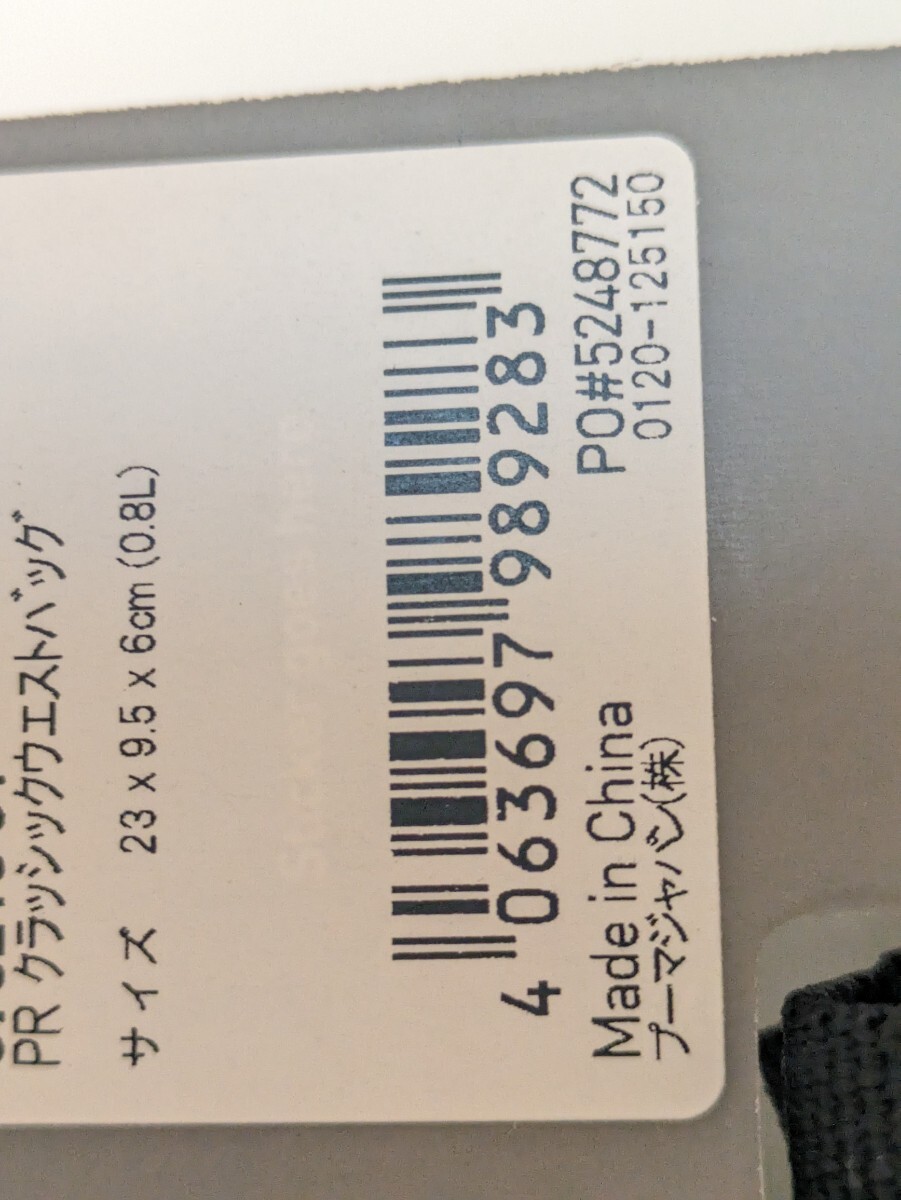 PR クラッシックウエストバッグ
サイズ 23 x 9.5 x 6cm (0.8L)
4 063697 989283
Made in China PO#5248772
プーマジャパン(株) 0120-125150